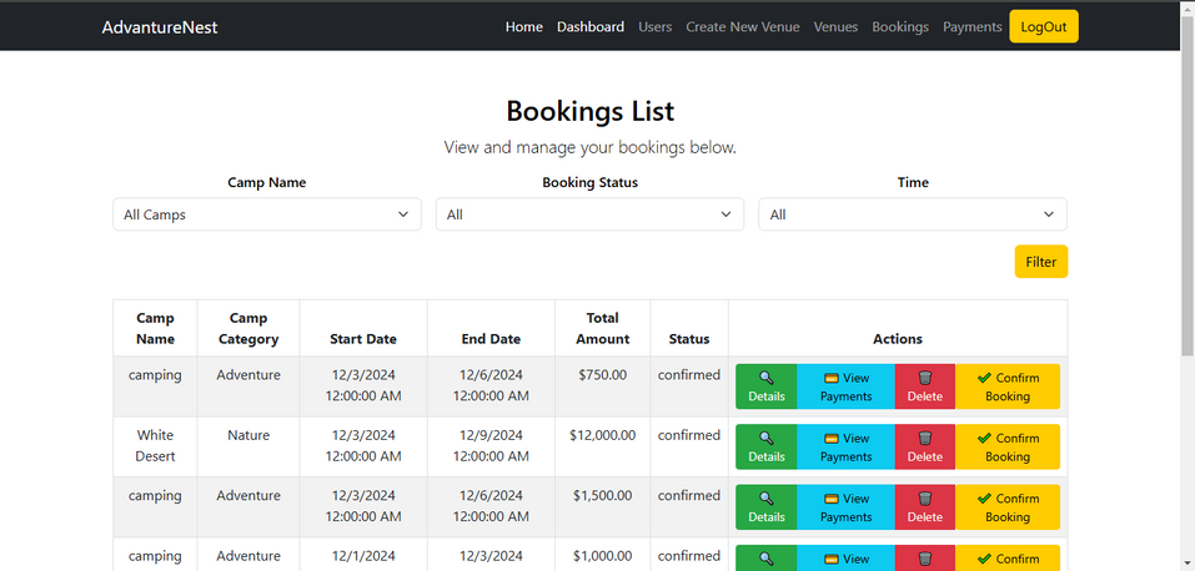 AdvantureNest Home Dashboard Users Create New Venue Venues Bookings Payments LogOut
Bookings List
View and manage your bookings below.
Camp Name Booking Status Time
All Camps All All
Filter
Camp Name Camp Category Start Date End Date Total Amount Status Actions
camping Adventure 12/3/2024 12:00:00 AM 12/6/2024 12:00:00 AM $750.00 confirmed Details View Payments Delete Confirm Booking
White Desert Nature 12/3/2024 12:00:00 AM 12/9/2024 12:00:00 AM $12,000.00 confirmed Details View Payments Delete Confirm Booking
camping Adventure 12/3/2024 12:00:00 AM 12/6/2024 12:00:00 AM $1,500.00 confirmed Details View Payments Delete Confirm Booking
camping Adventure 12/1/2024 12/3/2024 $1,000.00 confirmed View Confirm